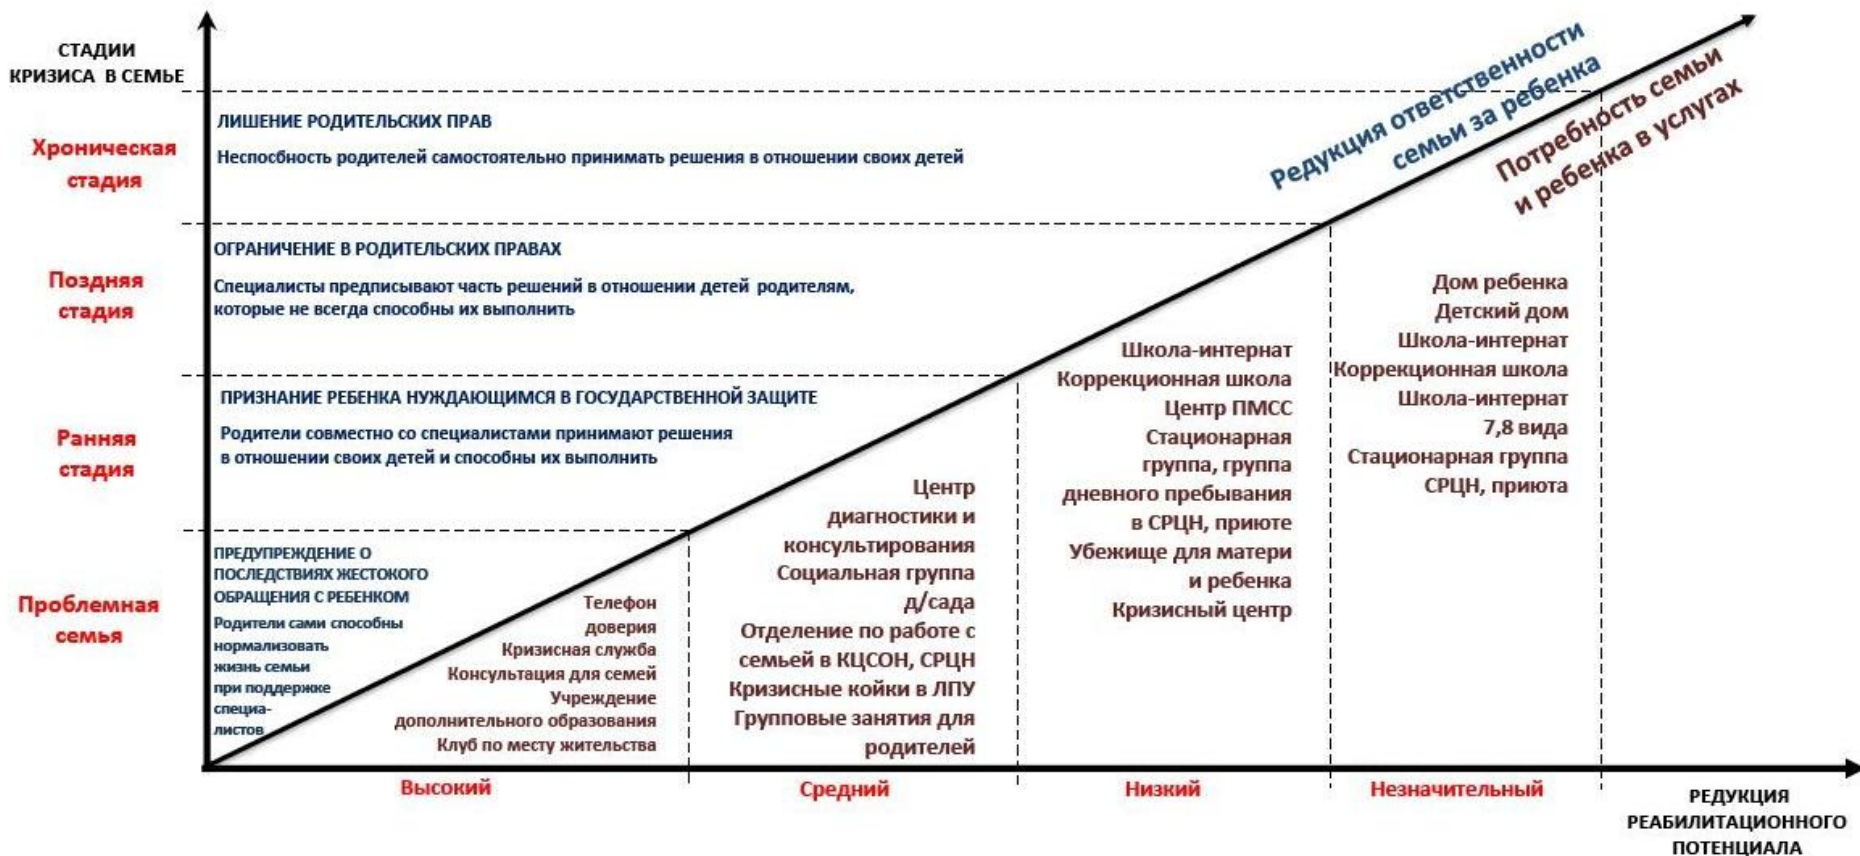 СТАДИИ
КРИЗИСА В СЕМЬЕ
Хроническая
стадия
ЛИШЕНИЕ РОДИТЕЛЬСКИХ ПРАВ
Неспосбность родителей самостоятельно принимать решения в отношении своих детей
Редукция ответственности
семьи за ребенка
Потребность семьи
и ребенка в услугах
Поздняя
стадия
ОГРАНИЧЕНИЕ В РОДИТЕЛЬСКИХ ПРАВАХ
Специалисты предписывают часть решений в отношении детей родителям,
которые не всегда способны их выполнить
Ранняя
стадия
ПРИЗНАНИЕ РЕБЕНКА НУЖДАЮЩИМСЯ В ГОСУДАРСТВЕННОЙ ЗАЩИТЕ
Родители совместно со специалистами принимают решения
в отношении своих детей и способны их выполнить
Проблемная
семья
ПРЕДУПРЕЖДЕНИЕ О
ПОСЛЕДСТВИЯХ ЖЕСТОКОГО
ОБРАЩЕНИЯ С РЕБЕНКОМ
Родители сами способны
нормализовать
жизнь семьи
при поддержке
специа-
листов
Телефон
доверия
Кризисная служба
Консультация для семей
Учреждение
дополнительного образования
Клуб по месту жительства
Центр
диагностики и
консультирования
Социальная группа
д/сада
Отделение по работе с
семьей в КЦСОН, СРЦН
Кризисные койки в ЛПУ
Групповые занятия для
родителей
Школа-интернат
Коррекционная школа
Центр ПМСС
Стационарная
группа, группа
дневного пребывания
в СРЦН, приюте
Убежище для матери
и ребенка
Кризисный центр
Дом ребенка
Детский дом
Школа-интернат
Коррекционная школа
Школа-интернат
7,8 вида
Стационарная группа
СРЦН, приюта
Высокий
Средний
Низкий
Незначительный
РЕДУКЦИЯ
РЕАБИЛИТАЦИОННОГО
ПОТЕНЦИАЛА